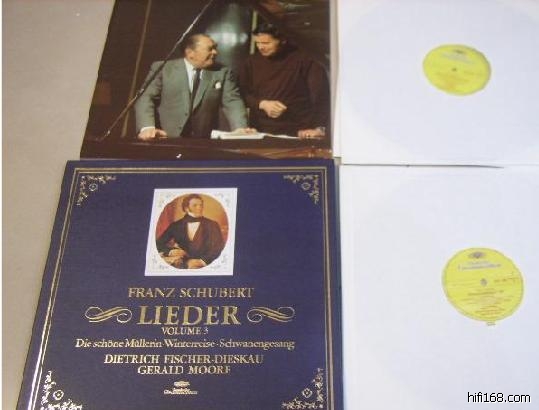 FRANZ SCHUBERT
LIEDER
VOLUME 3
Die schöne Müllerin·Winterreise·Schwanengesang
DIETRICH FISCHER-DIESKAU
GERALD MOORE
hifi168.com